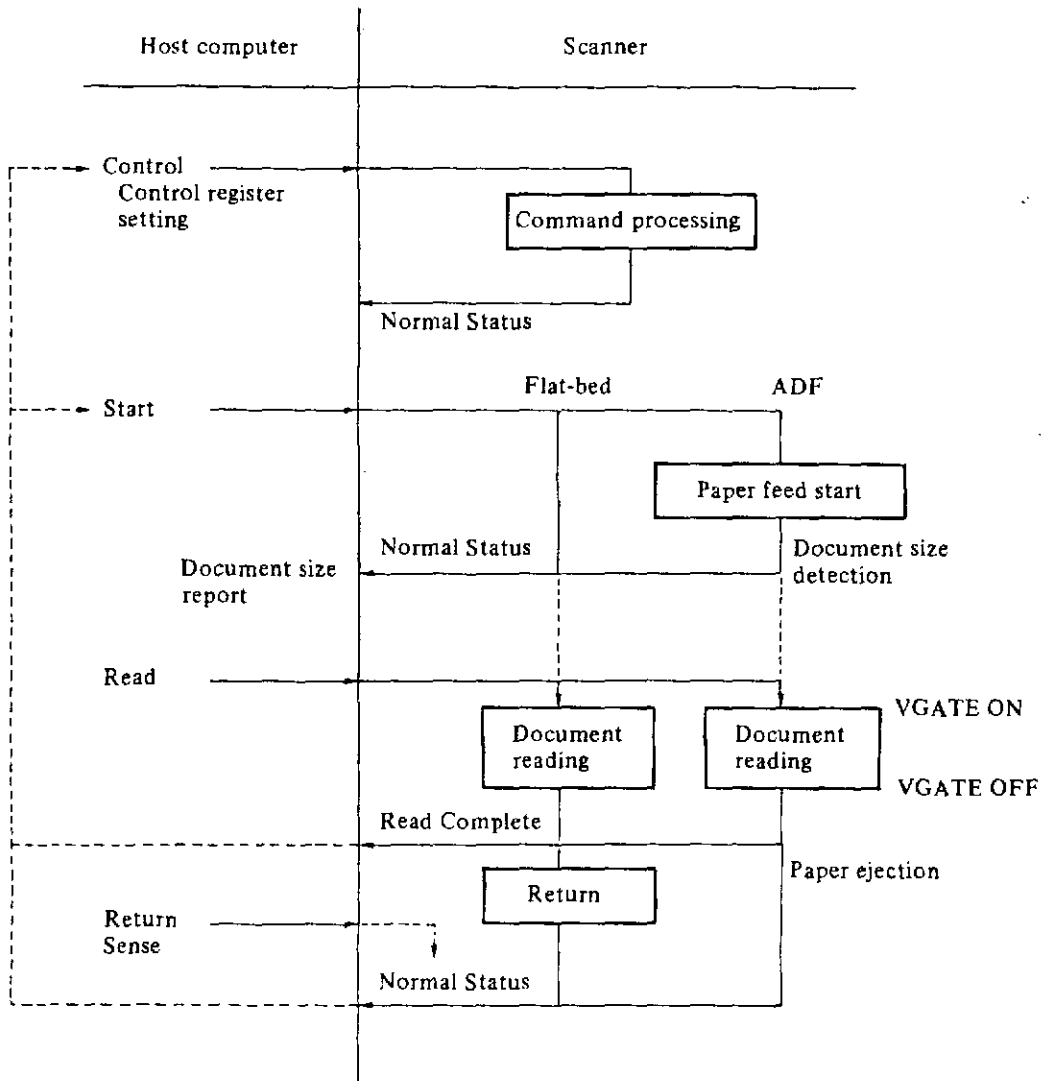 Host computer
Scanner
Control
Control register
setting
Command processing
Normal Status
Flat-bed
ADF
Start
Paper feed start
Normal Status
Document size
detection
Document size
report
Read
VGATE ON
Document
reading
Document
reading
VGATE OFF
Read Complete
Paper ejection
Return
Return
Sense
Normal Status